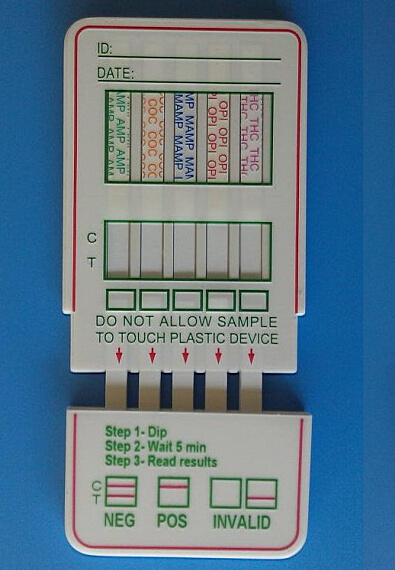 ID:
DATE:
AMP AMP AMP
COC COC COC
MAMP MAMP
OPI OPI OPI
THC THC THC
C
T
DO NOT ALLOW SAMPLE
TO TOUCH PLASTIC DEVICE
Step 1- Dip
Step 2- Wait 5 min
Step 3- Read results
C
T
NEG POS INVALID